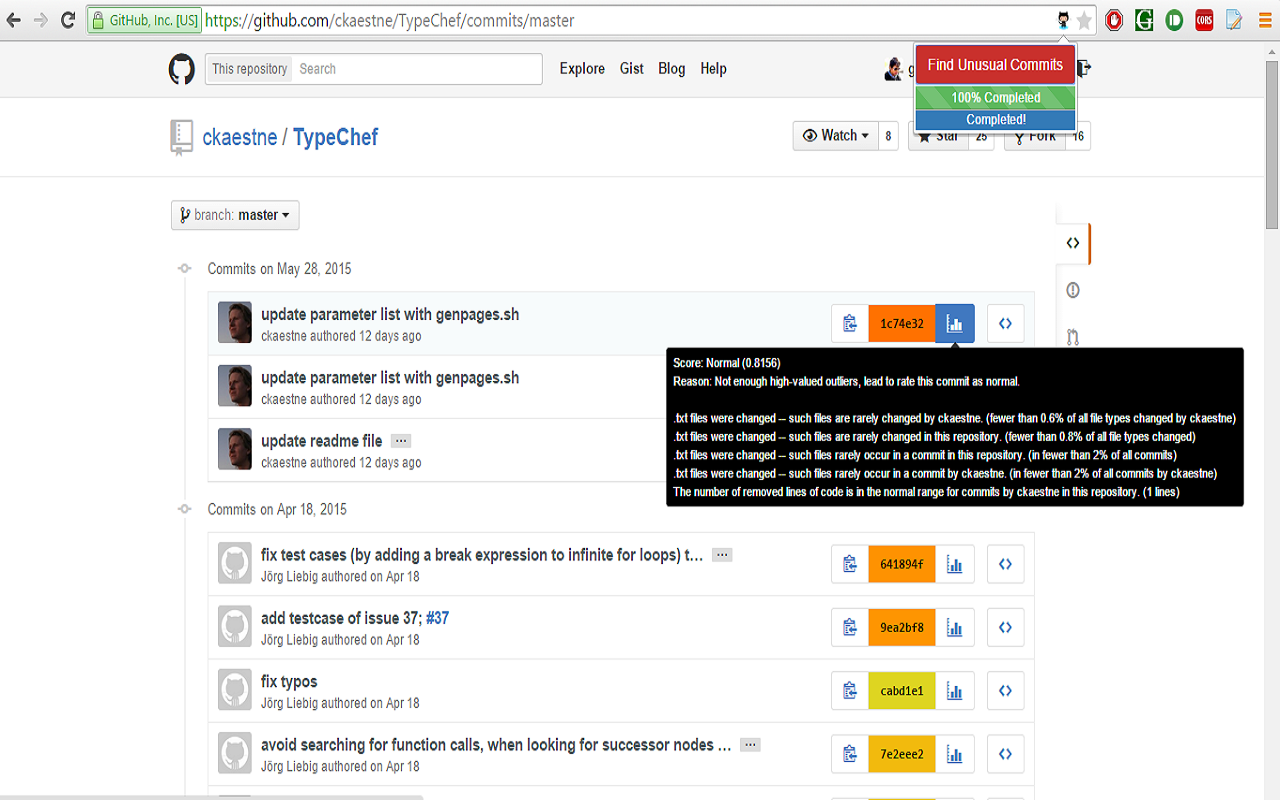 GitHub, Inc. [US] https://github.com/ckaestne/TypeChef/commits/master
CORS
This repository Search Explore Gist Blog Help g
Find Unusual Commits
100% Completed
Completed!
ckaestne / TypeChef
Watch 8 Star 25 Fork 16
branch: master
Commits on May 28, 2015
update parameter list with genpages.sh
ckaestne authored 12 days ago
1c74e32
update parameter list with genpages.sh
ckaestne authored 12 days ago
update readme file ...
ckaestne authored 12 days ago
Score: Normal (0.8156)
Reason: Not enough high-valued outliers, lead to rate this commit as normal.
.txt files were changed -- such files are rarely changed by ckaestne. (fewer than 0.6% of all file types changed by ckaestne)
.txt files were changed -- such files are rarely changed in this repository. (fewer than 0.8% of all file types changed)
.txt files were changed -- such files rarely occur in a commit in this repository. (in fewer than 2% of all commits)
.txt files were changed -- such files rarely occur in a commit by ckaestne. (in fewer than 2% of all commits by ckaestne)
The number of removed lines of code is in the normal range for commits by ckaestne in this repository. (1 lines)
Commits on Apr 18, 2015
fix test cases (by adding a break expression to infinite for loops) t… ...
Jörg Liebig authored on Apr 18
641894f
add testcase of issue 37; #37
Jörg Liebig authored on Apr 18
9ea2bf8
fix typos
Jörg Liebig authored on Apr 18
cabd1e1
avoid searching for function calls, when looking for successor nodes … ...
Jörg Liebig authored on Apr 18
7e2eee2